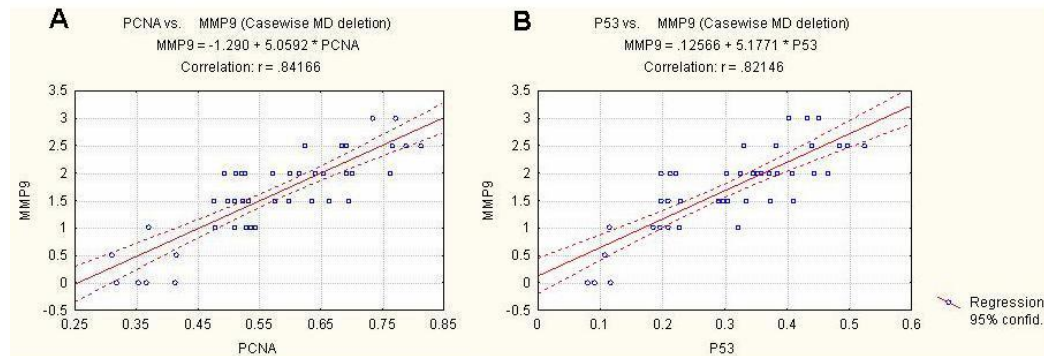 A
PCNA vs. MMP9 (Casewise MD deletion)
MMP9 = -1.290 + 5.0592 * PCNA
Correlation: r = .84166
3.5
3
2.5
2
1.5
1
0.5
0
-0.5
MMP9
0.25 0.35 0.45 0.55 0.65 0.75 0.85
PCNA
B
P53 vs. MMP9 (Casewise MD deletion)
MMP9 = .12566 + 5.1771 * P53
Correlation: r = .82146
3.5
3
2.5
2
1.5
1
0.5
0
-0.5
MMP9
0 0.1 0.2 0.3 0.4 0.5 0.6
P53
Regression
95% confid.